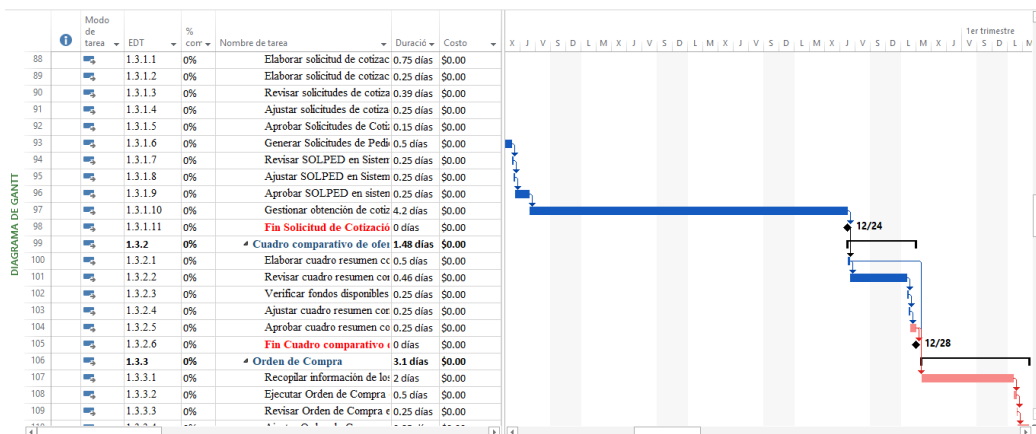 Modo de tarea EDT % com Nombre de tarea Duració Costo
1er trimestre
X J V S D L M X J V S D L M X J V S D L M X J V S D L M
DIAGRAMA DE GANTT
88 1.3.1.1 0% Elaborar solicitud de cotizac 0.75 días $0.00
89 1.3.1.2 0% Elaborar solicitud de cotizac 0.25 días $0.00
90 1.3.1.3 0% Revisar solicitudes de cotiza 0.39 días $0.00
91 1.3.1.4 0% Ajustar solicitudes de cotiza 0.25 días $0.00
92 1.3.1.5 0% Aprobar Solicitudes de Coti 0.15 días $0.00
93 1.3.1.6 0% Generar Solicitudes de Pedi 0.5 días $0.00
94 1.3.1.7 0% Revisar SOLPED en Sistem 0.25 días $0.00
95 1.3.1.8 0% Ajustar SOLPED en Sistem 0.25 días $0.00
96 1.3.1.9 0% Aprobar SOLPED en sisten 0.25 días $0.00
97 1.3.1.10 0% Gestionar obtención de cotiz 4.2 días $0.00
98 1.3.1.11 0% Fin Solicitud de Cotizació 0 días $0.00 12/24
99 1.3.2 0% Cuadro comparativo de ofer 1.48 días $0.00
100 1.3.2.1 0% Elaborar cuadro resumen cc 0.5 días $0.00
101 1.3.2.2 0% Revisar cuadro resumen con 0.46 días $0.00
102 1.3.2.3 0% Verificar fondos disponibles 0.25 días $0.00
103 1.3.2.4 0% Ajustar cuadro resumen con 0.25 días $0.00
104 1.3.2.5 0% Aprobar cuadro resumen co 0.25 días $0.00
105 1.3.2.6 0% Fin Cuadro comparativo 0 días $0.00 12/28
106 1.3.3 0% Orden de Compra 3.1 días $0.00
107 1.3.3.1 0% Recopilar información de los 2 días $0.00
108 1.3.3.2 0% Ejecutar Orden de Compra 0.5 días $0.00
109 1.3.3.3 0% Revisar Orden de Compra e 0.25 días $0.00